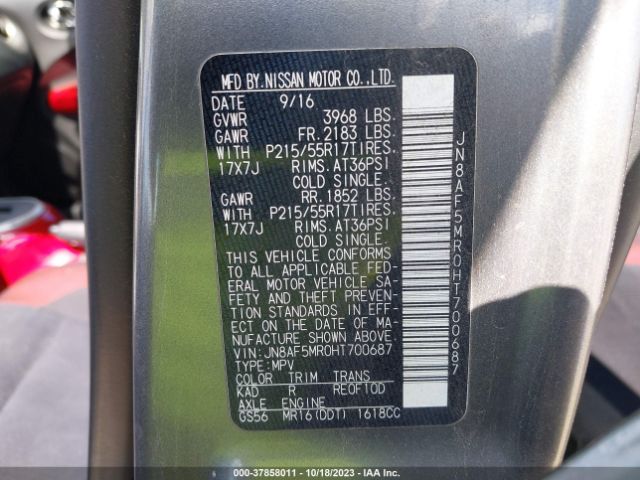 MFD BY.NISSAN MOTOR CO.,LTD.
DATE 9/16
GVWR 3968 LBS.
GAWR FR.2183 LBS.
WITH P215/55R17TIRES.
17X7J RIMS.AT36PSI
COLD SINGLE.
GAWR RR.1852 LBS.
WITH P215/55R17TIRES.
17X7J RIMS.AT36PSI
COLD SINGLE.
THIS VEHICLE CONFORMS
TO ALL APPLICABLE FED-
ERAL MOTOR VEHICLE SA-
FETY AND THEFT PREVEN-
TION STANDARDS IN EFF-
ECT ON THE DATE OF MA-
NUFACTURE SHOWN ABOVE.
VIN:JN8AF5MR0HT700687
TYPE:MPV
COLOR TRIM TRANS
KAD R RE0F10D
AXLE ENGINE
GS56 MR16(DDT) 1618CC
JN8AF5MR0HT700687
000-37858011 - 10/18/2023 - IAA Inc.